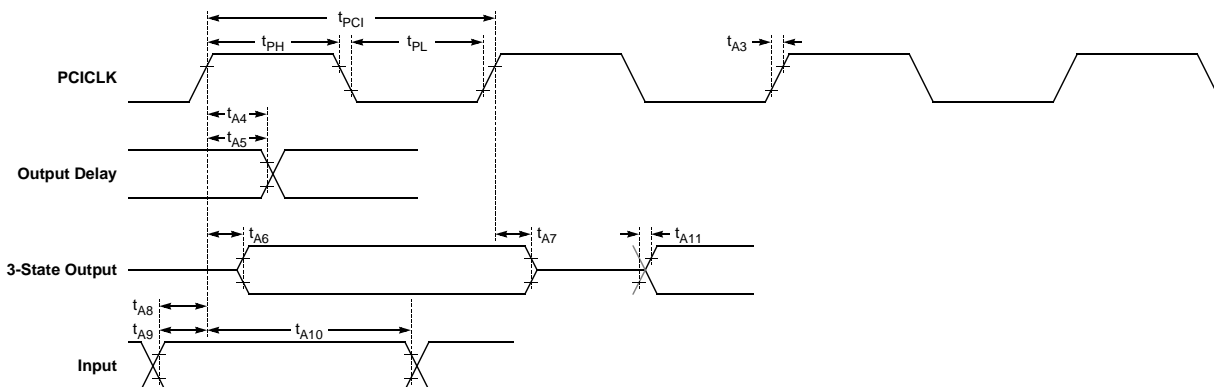 tPCI
tPH
tPL
tA3
PCICLK
tA4
tA5
Output Delay
tA6
tA7
tA11
3-State Output
tA8
tA9
tA10
Input